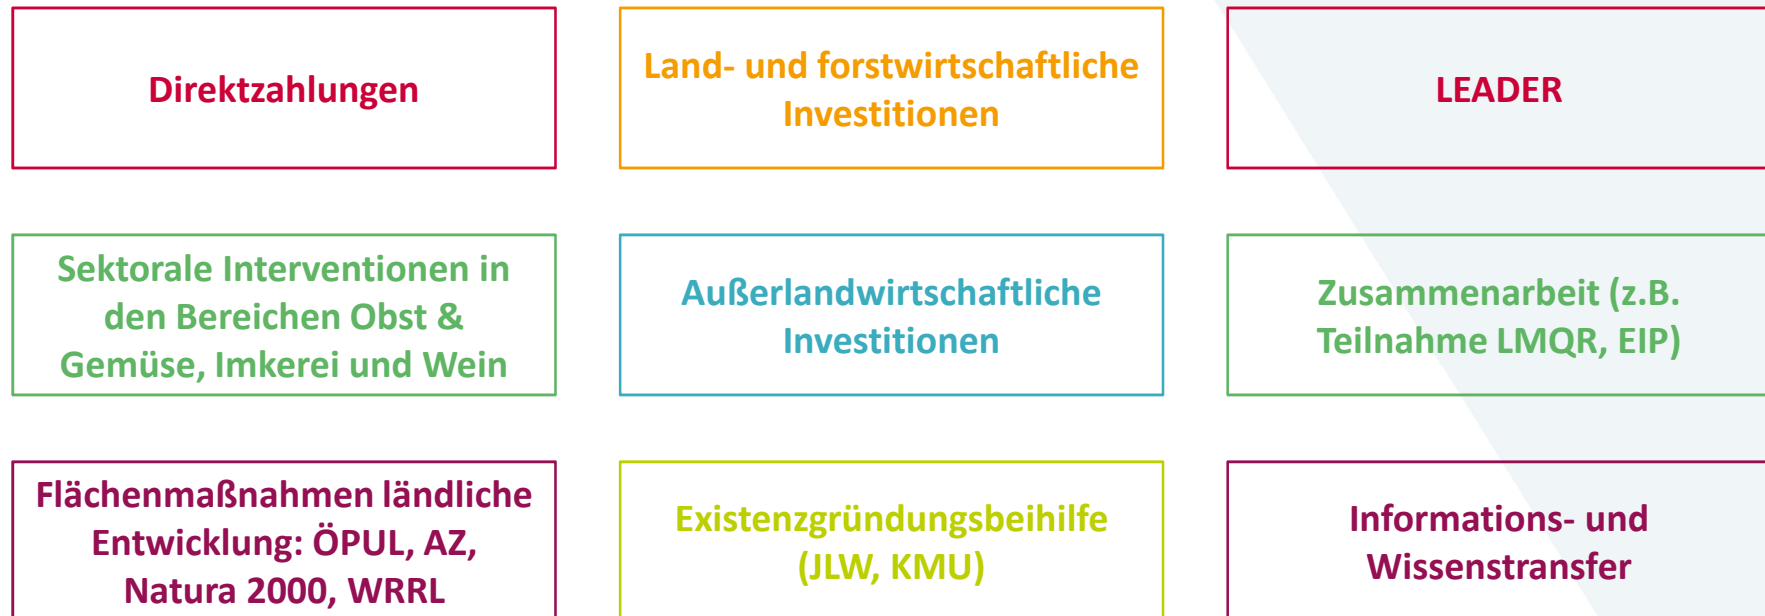 Direktzahlungen
Land- und forstwirtschaftliche
Investitionen
LEADER
Sektorale Interventionen in
den Bereichen Obst &
Gemüse, Imkerei und Wein
Außerlandwirtschaftliche
Investitionen
Zusammenarbeit (z.B.
Teilnahme LMQR, EIP)
Flächenmaßnahmen ländliche
Entwicklung: ÖPUL, AZ,
Natura 2000, WRRL
Existenzgründungsbeihilfe
(JLW, KMU)
Informations- und
Wissenstransfer